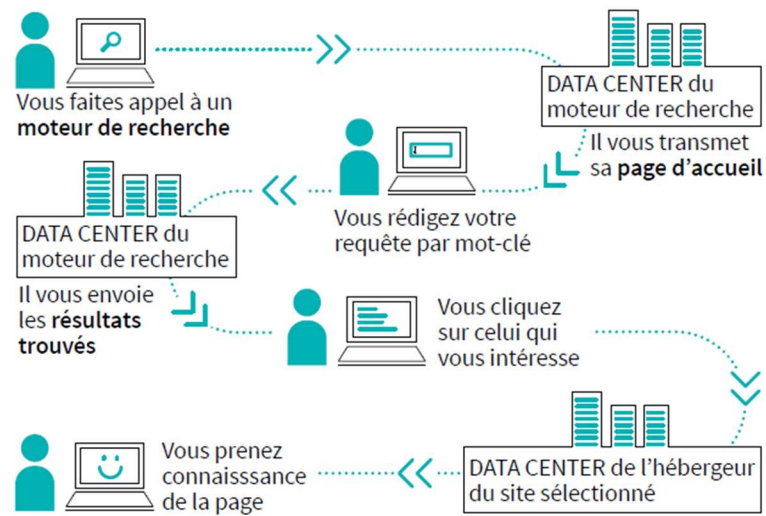 Vous faites appel à un
moteur de recherche
DATA CENTER du
moteur de recherche
Il vous transmet
sa page d’accueil
Vous rédigez votre
requête par mot-clé
DATA CENTER du
moteur de recherche
Il vous envoie
les résultats
trouvés
Vous cliquez
sur celui qui
vous intéresse
DATA CENTER de l’hébergeur
du site sélectionné
Vous prenez
connaisssance
de la page